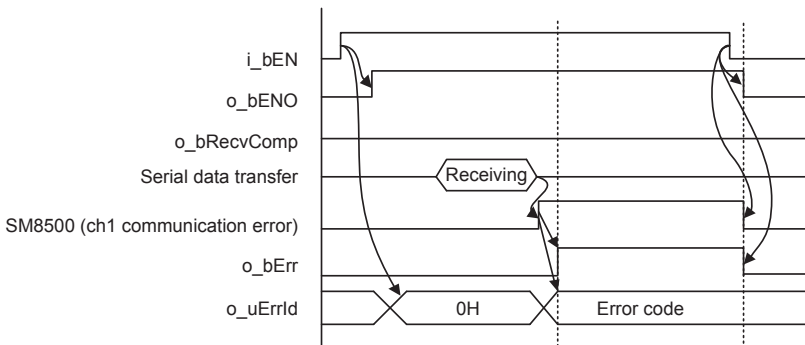 i_bEN
o_bENO
o_bRecvComp
Serial data transfer
Receiving
SM8500 (ch1 communication error)
o_bErr
o_uErrId
0H
Error code